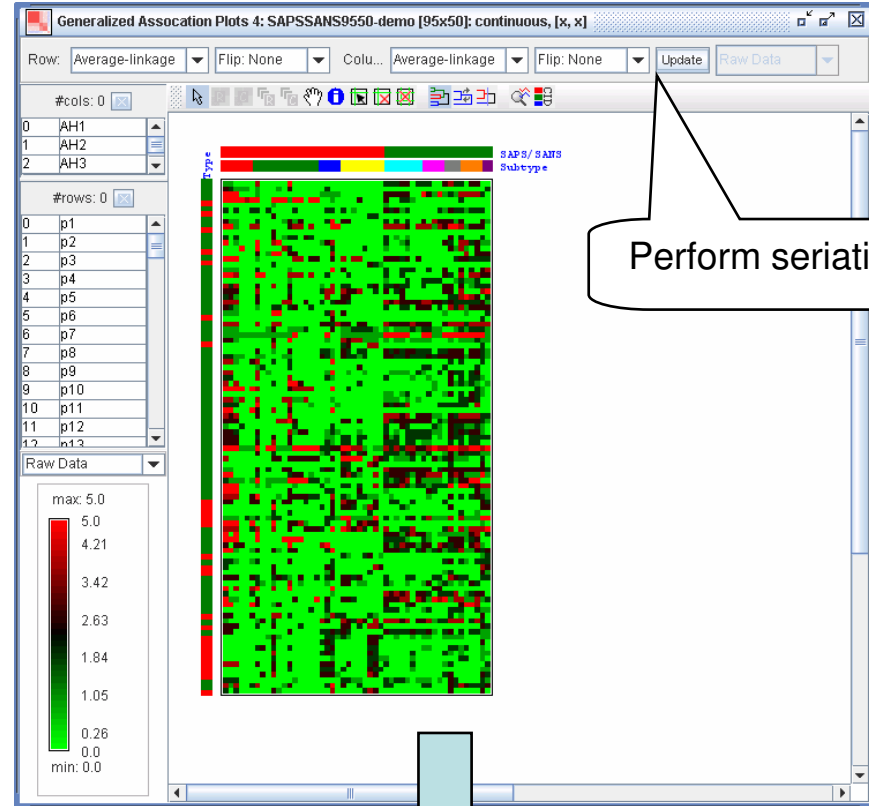 Generalized Assocation Plots 4: SAPSSANS9550-demo [95x50]: continuous, [x, x]
Row: Average-linkage Flip: None Colu... Average-linkage Flip: None Update Raw Data
#cols: 0
0 AH1
1 AH2
2 AH3
#rows: 0
0 p1
1 p2
2 p3
3 p4
4 p5
5 p6
6 p7
7 p8
8 p9
9 p10
10 p11
11 p12
12 p13
Raw Data
max: 5.0
5.0
4.21
3.42
2.63
1.84
1.05
0.26
0.0
min: 0.0
Type
SAPS/SANS
Subtype
Perform seriati